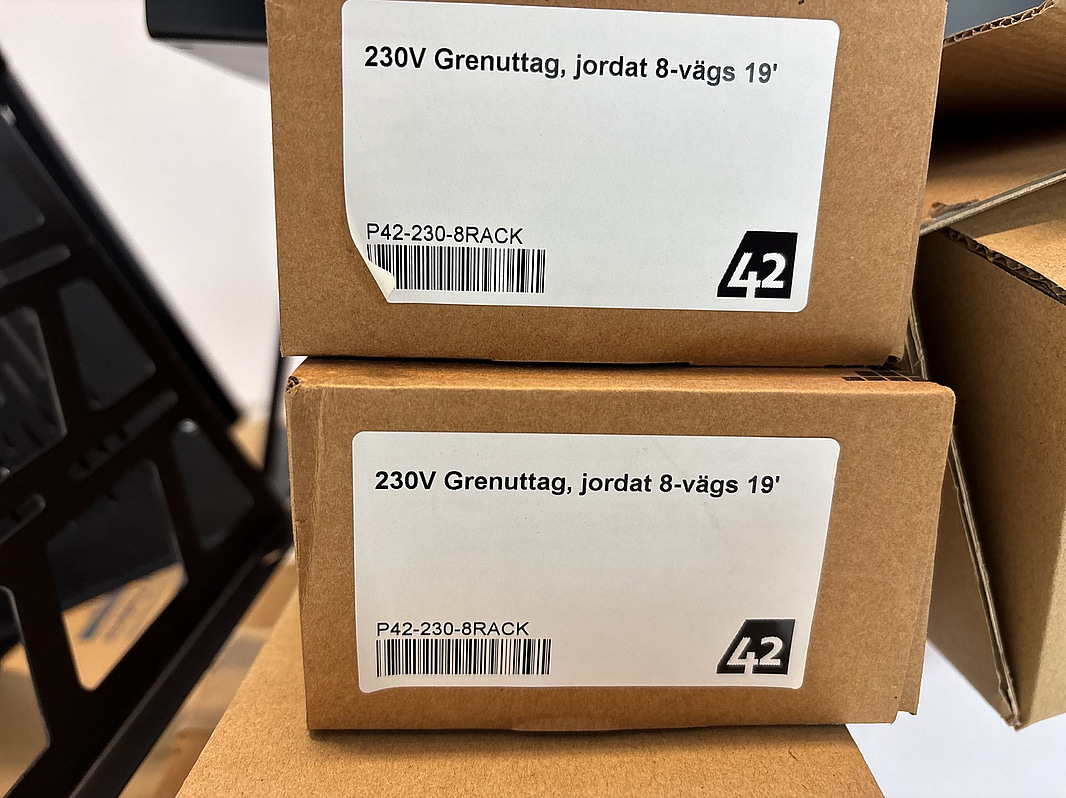 230V Grenuttag, jordat 8-vägs 19'
P42-230-8RACK
42
230V Grenuttag, jordat 8-vägs 19'
P42-230-8RACK
42